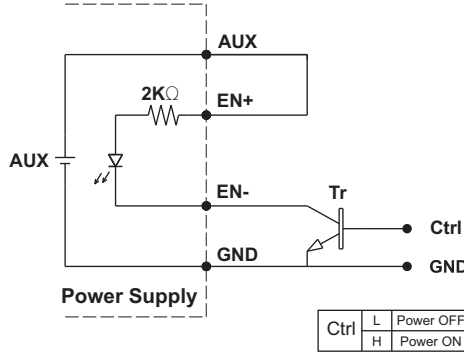 AUX
2KΩ
EN+
AUX
EN-
Tr
Ctrl
GND
GND
Power Supply
Ctrl
L Power OFF
H Power ON